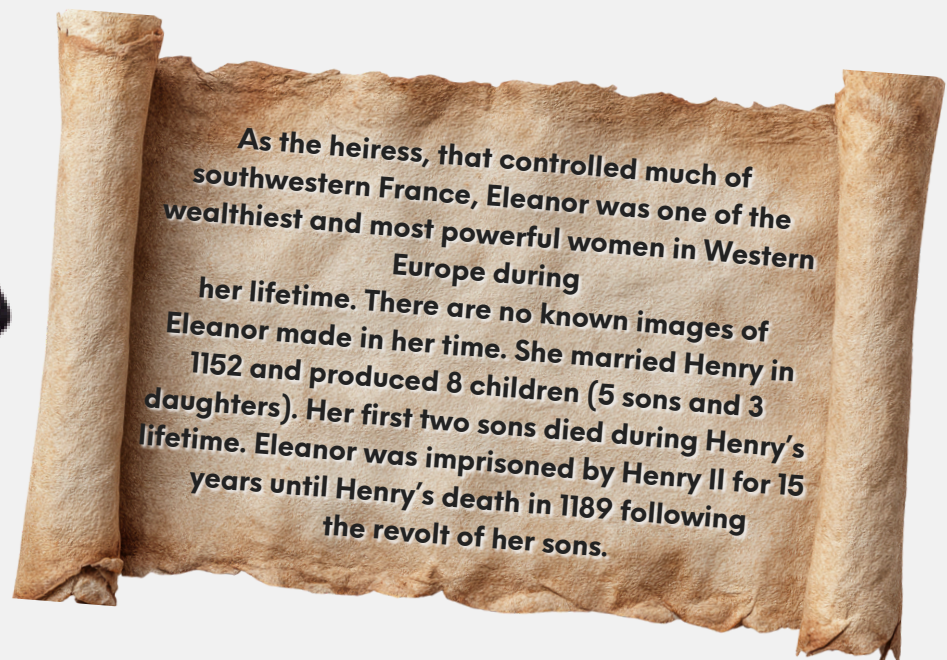 As the heiress, that controlled much of
southwestern France, Eleanor was one of the
wealthiest and most powerful women in Western
Europe during
her lifetime. There are no known images of
Eleanor made in her time. She married Henry in
1152 and produced 8 children (5 sons and 3
daughters). Her first two sons died during Henry's
lifetime. Eleanor was imprisoned by Henry ll for 15
years until Henry's death in 1189 following
the revolt of her sons.